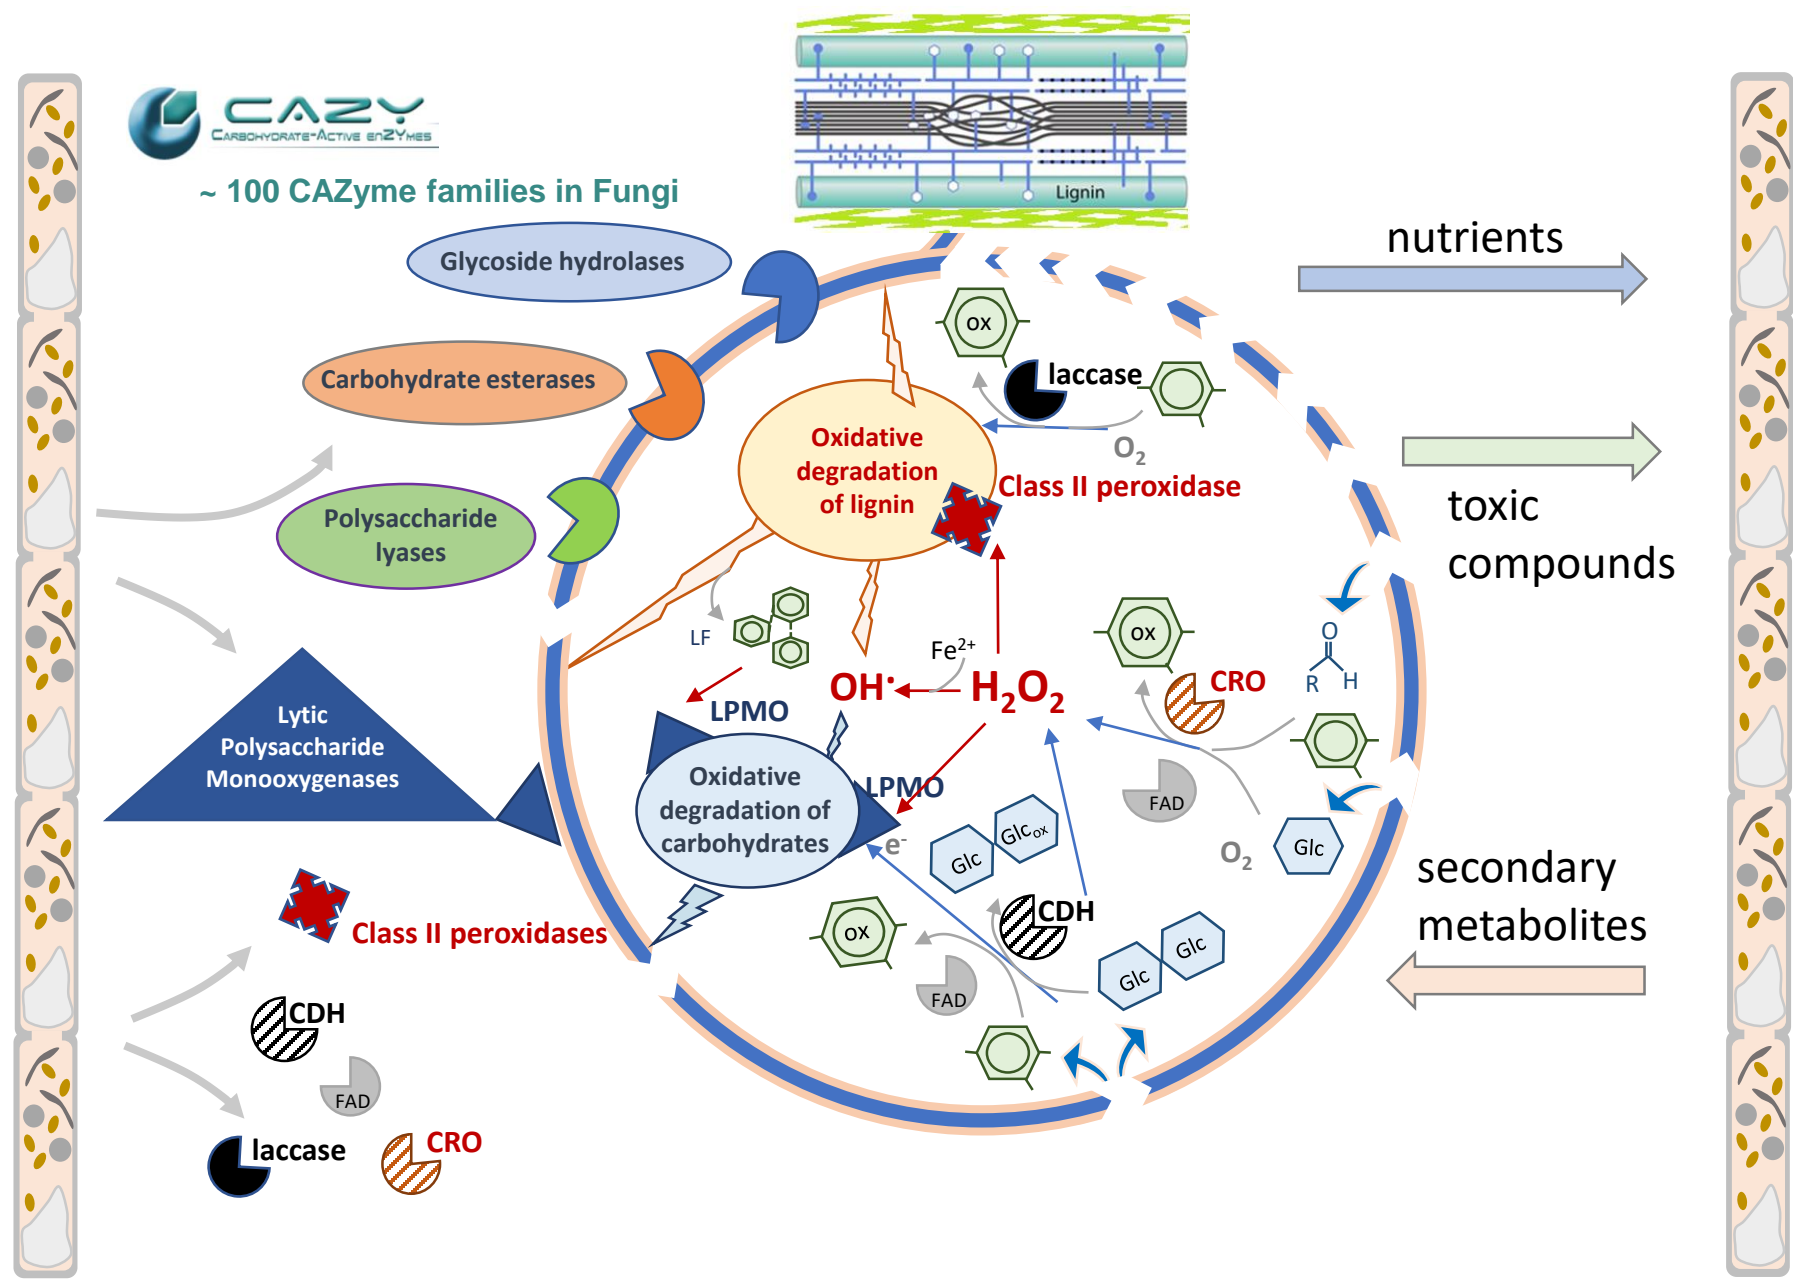 CAZY
CARBOHYDRATE-ACTIVE ENZYMES
~ 100 CAZyme families in Fungi
Lignin
Glycoside hydrolases
Carbohydrate esterases
Polysaccharide
lyases
Lytic
Polysaccharide
Monooxygenases
Class II peroxidases
CDH
FAD
laccase
CRO
Oxidative
degradation
of lignin
ox
laccase
O₂
Class II peroxidase
LF
Fe²⁺
OH·
H₂O₂
LPMO
Oxidative
degradation of
carbohydrates
LPMO
e⁻
ox
CRO
FAD
O
R
H
O₂
Glc
Glc
Glcox
CDH
ox
FAD
Glc
Glc
nutrients
toxic
compounds
secondary
metabolites